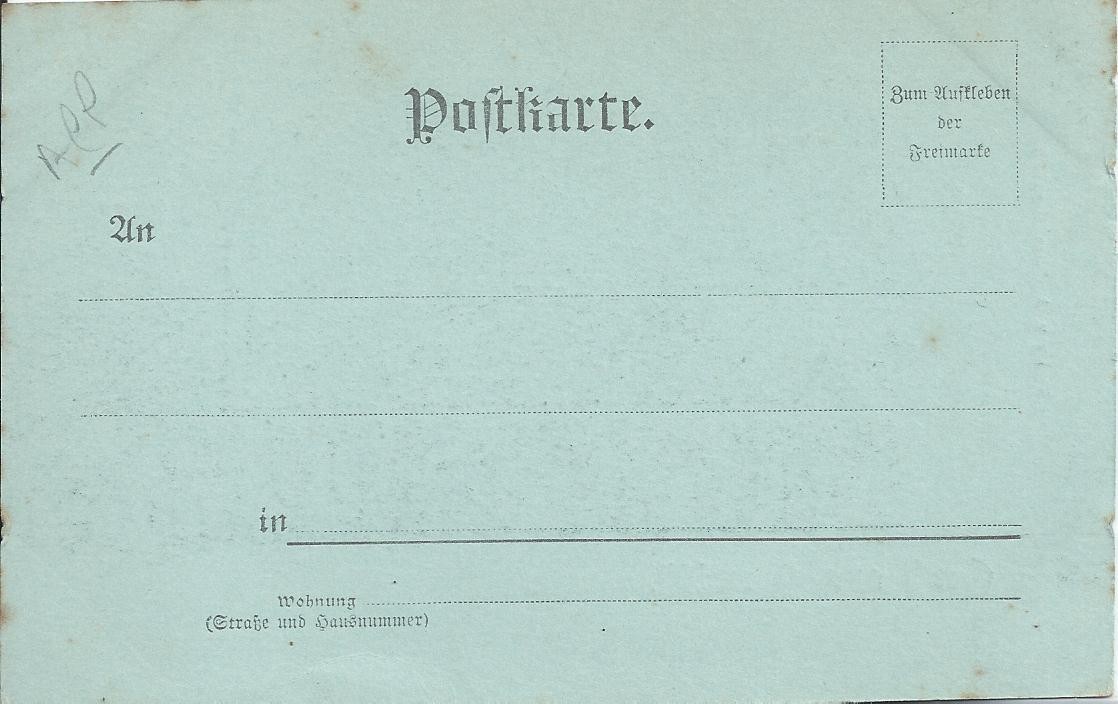 Postkarte.
Zum Aufkleben
der
Freimarke
An
in
Wohnung
(Straße und Hausnummer)